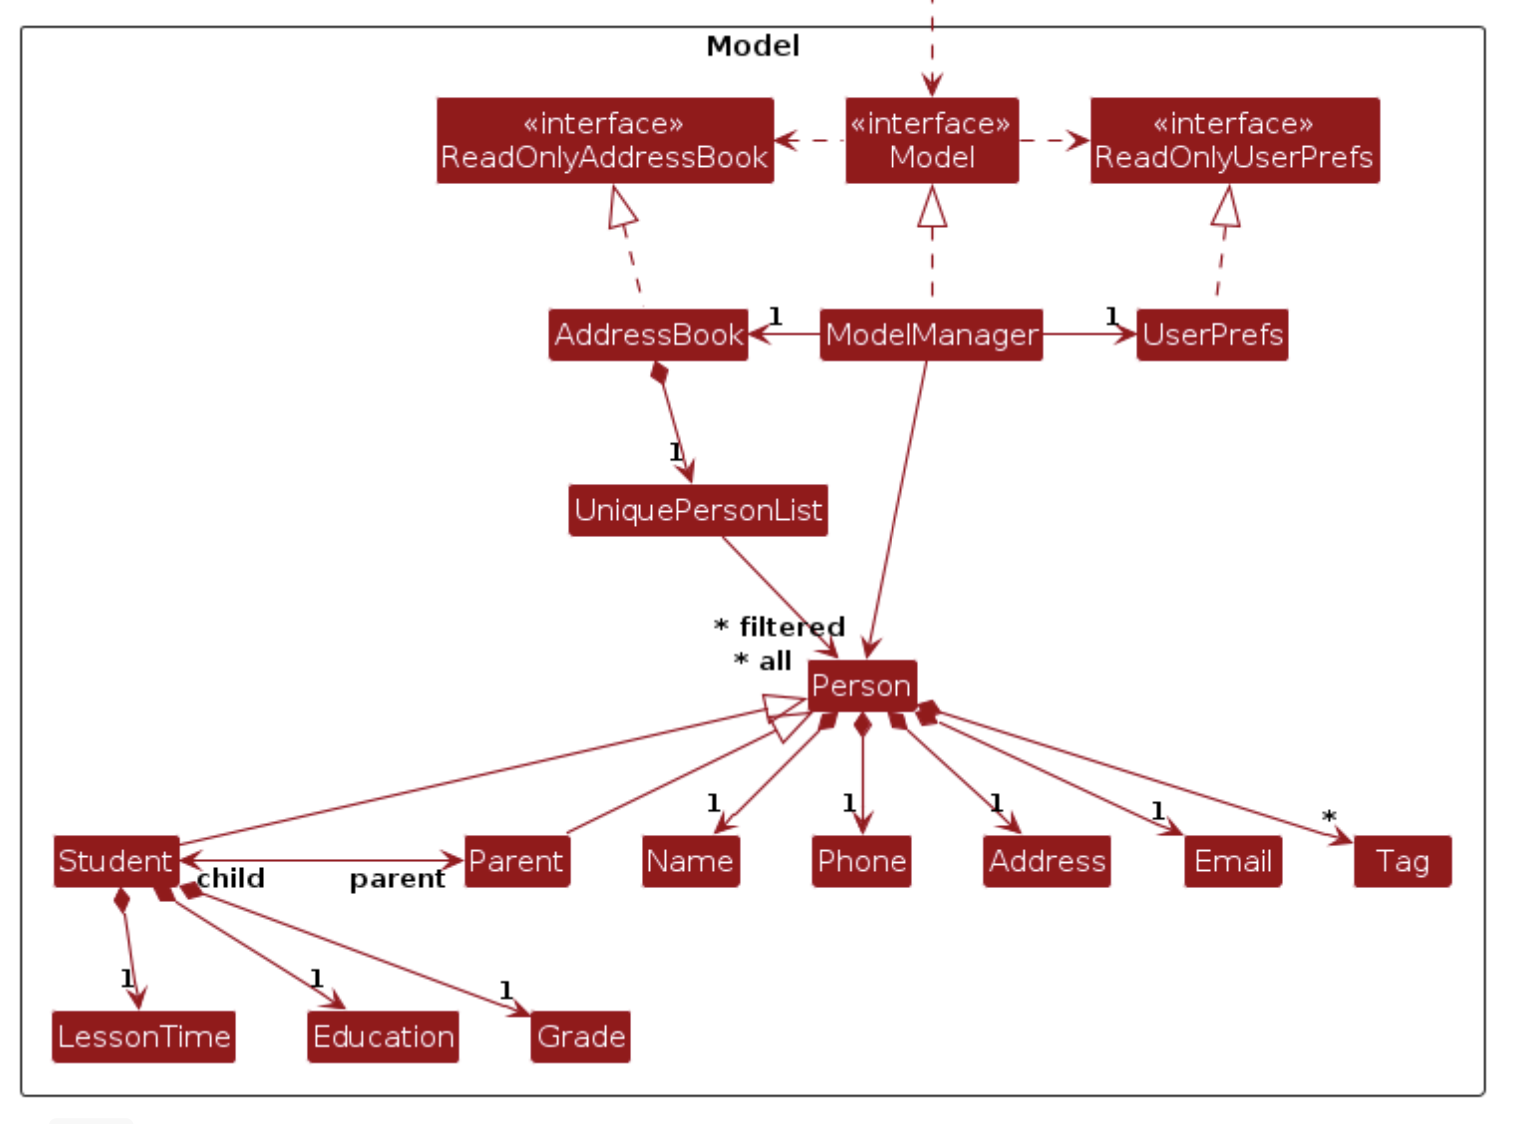 Model
«interface»
ReadOnlyAddressBook
«interface»
Model
«interface»
ReadOnlyUserPrefs
AddressBook
1
ModelManager
1
UserPrefs
1
UniquePersonList
* filtered
* all
Person
1
1
1
1
*
Student
child
parent
Parent
Name
Phone
Address
Email
Tag
1
1
1
LessonTime
Education
Grade